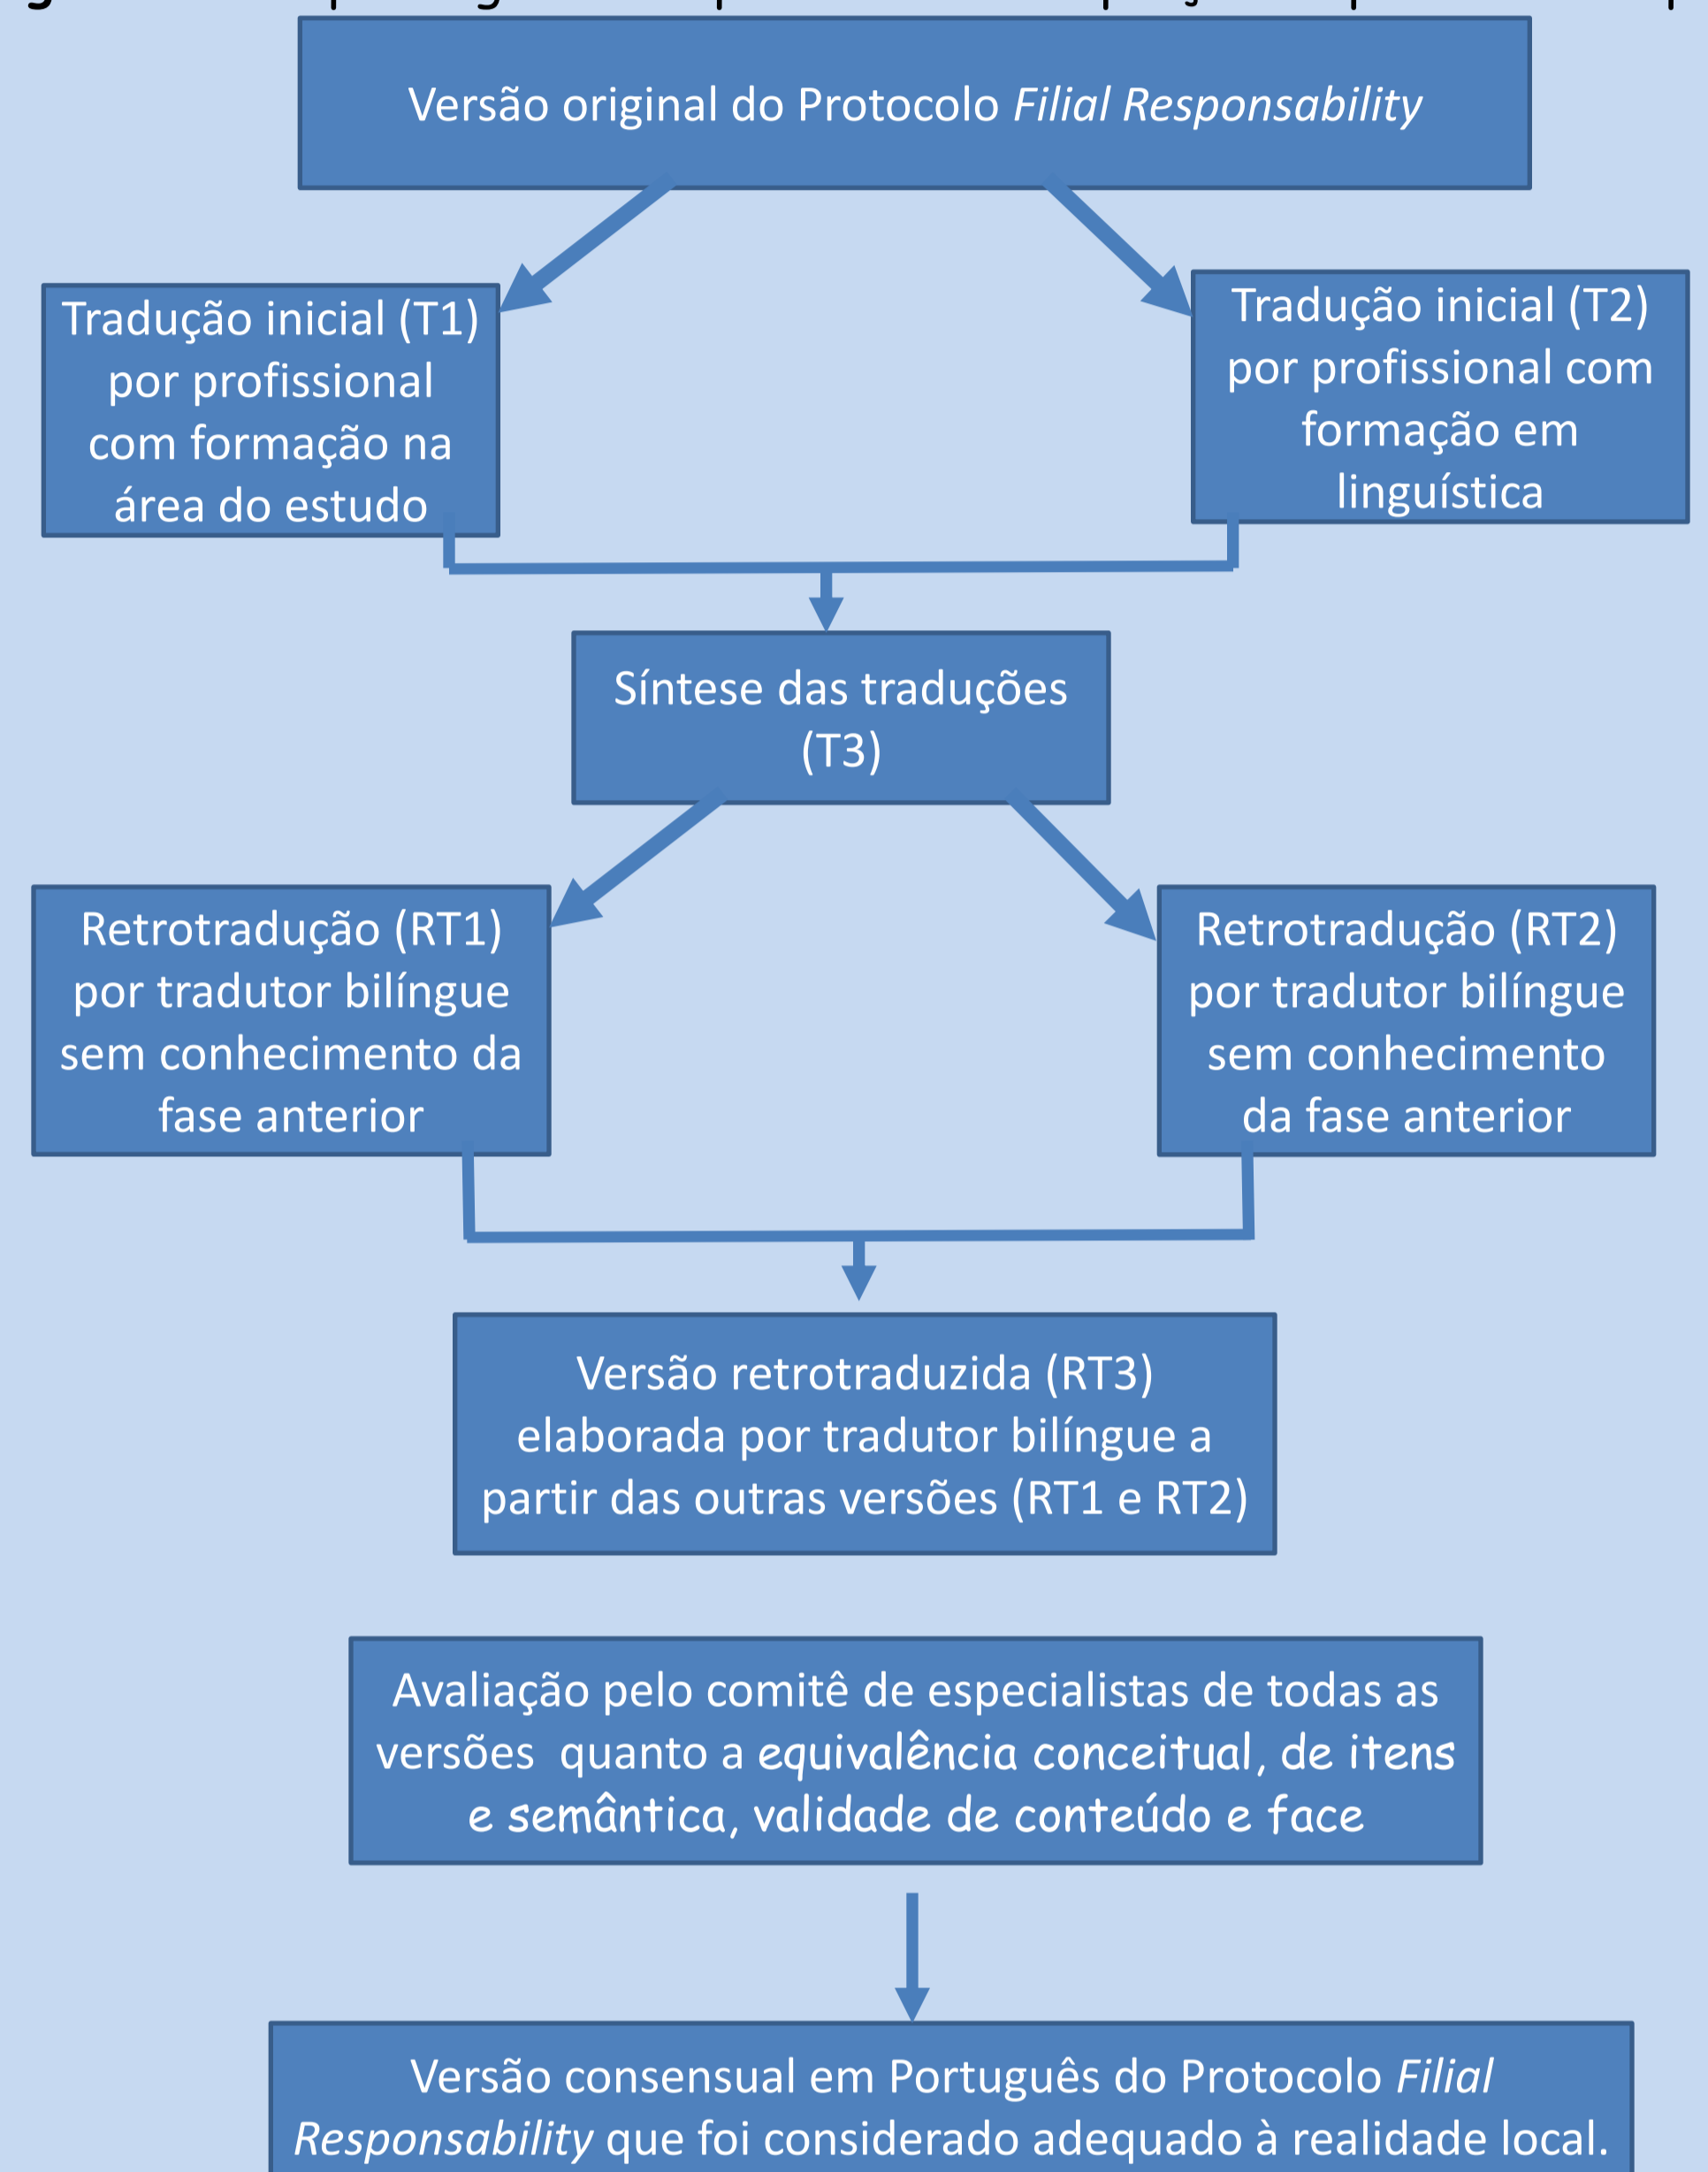 Versão original do Protocolo Filial Responsability
Tradução inicial (T1)
por profissional
com formação na
área do estudo
Tradução inicial (T2)
por profissional com
formação em
linguística
Síntese das traduções
(T3)
Retrotradução (RT1)
por tradutor bilíngue
sem conhecimento da
fase anterior
Retrotradução (RT2)
por tradutor bilíngue
sem conhecimento
da fase anterior
Versão retrotraduzida (RT3)
elaborada por tradutor bilíngue a
partir das outras versões (RT1 e RT2)
Avaliação pelo comitê de especialistas de todas as
versões quanto a equivalência conceitual, de itens
e semântica, validade de conteúdo e face
Versão consensual em Português do Protocolo Filial
Responsability que foi considerado adequado à realidade local.